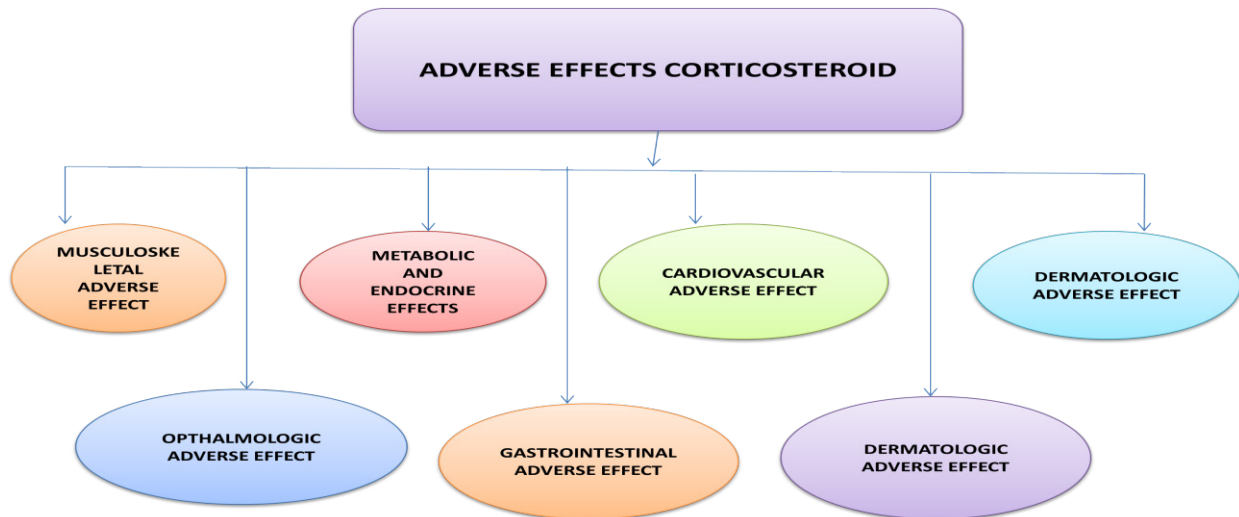 ADVERSE EFFECTS CORTICOSTEROID
MUSCULOSKE
LETAL
ADVERSE
EFFECT
METABOLIC
AND
ENDOCRINE
EFFECTS
CARDIOVASCULAR
ADVERSE EFFECT
DERMATOLOGIC
ADVERSE EFFECT
OPTHALMOLOGIC
ADVERSE EFFECT
GASTROINTESTINAL
ADVERSE EFFECT
DERMATOLOGIC
ADVERSE EFFECT